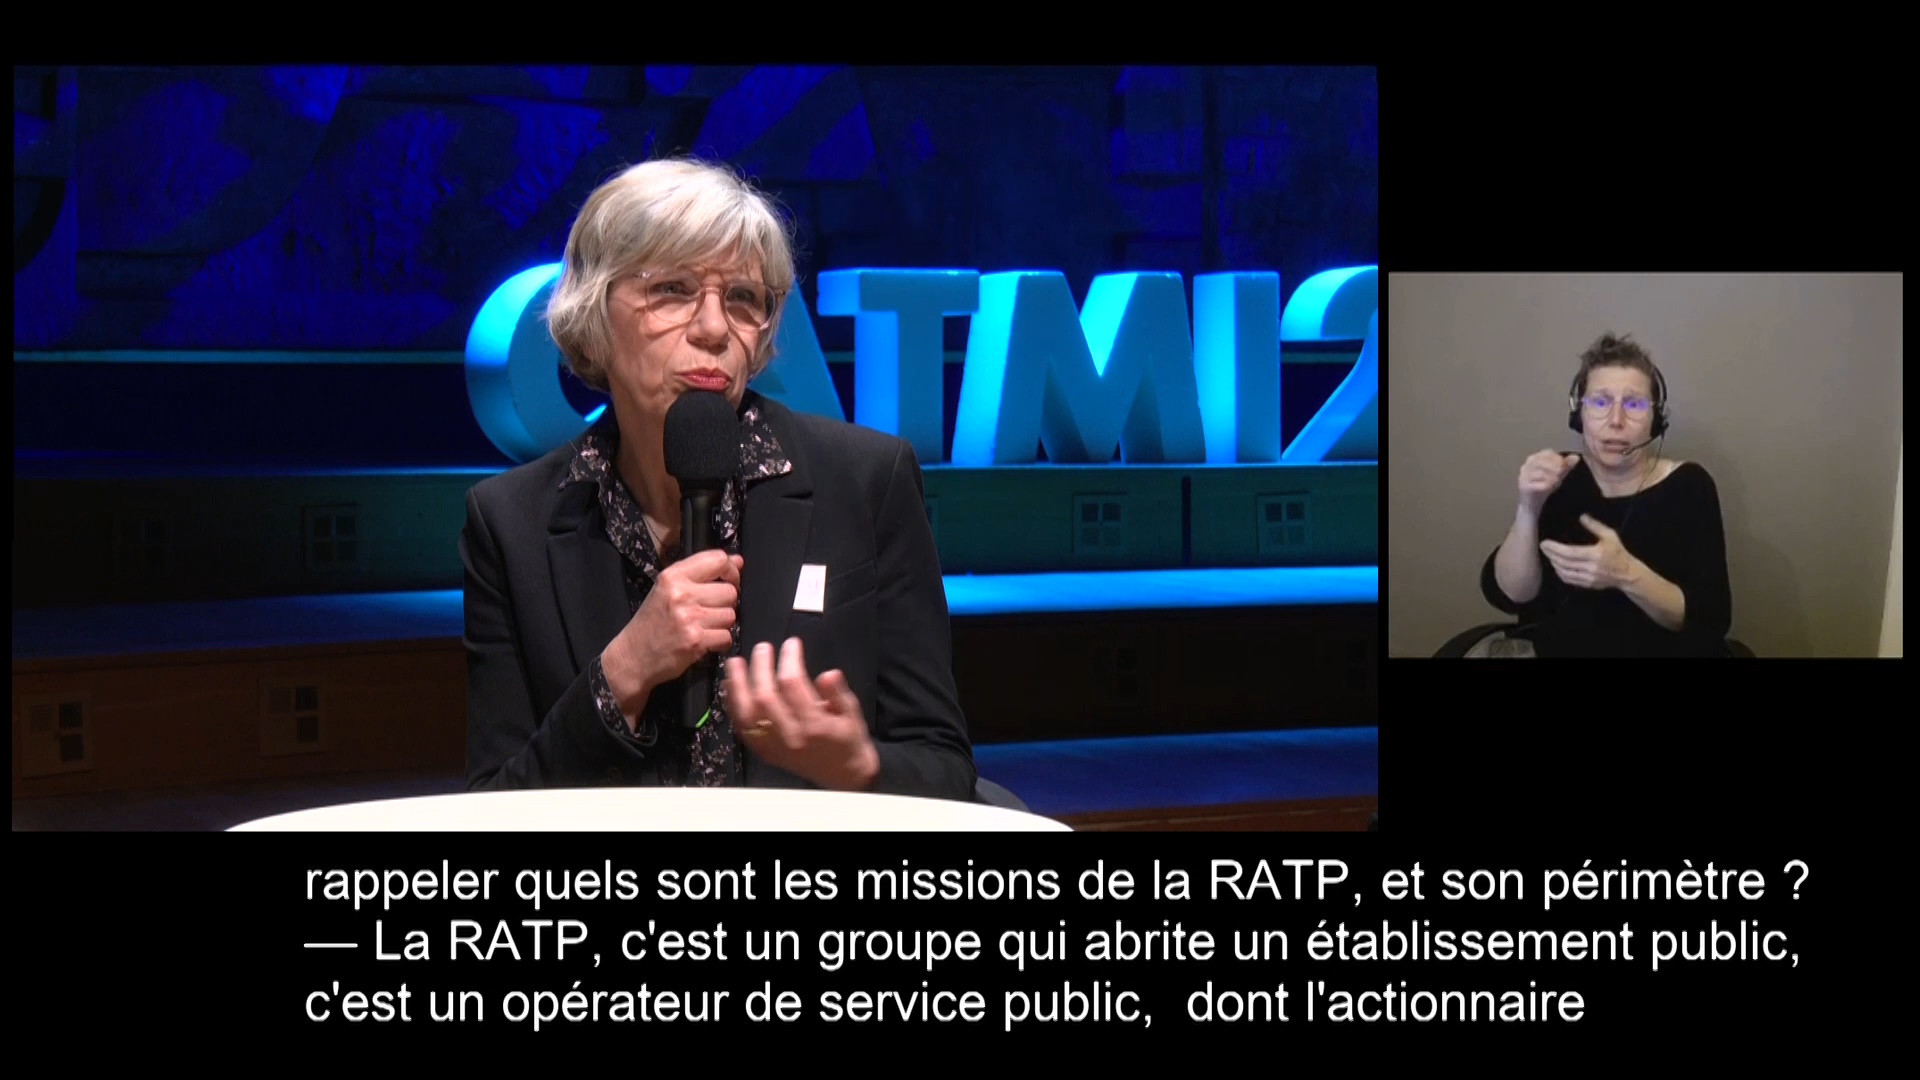 CATMI2
rappeler quels sont les missions de la RATP, et son périmètre ?
— La RATP, c'est un groupe qui abrite un établissement public,
c'est un opérateur de service public,  dont l'actionnaire